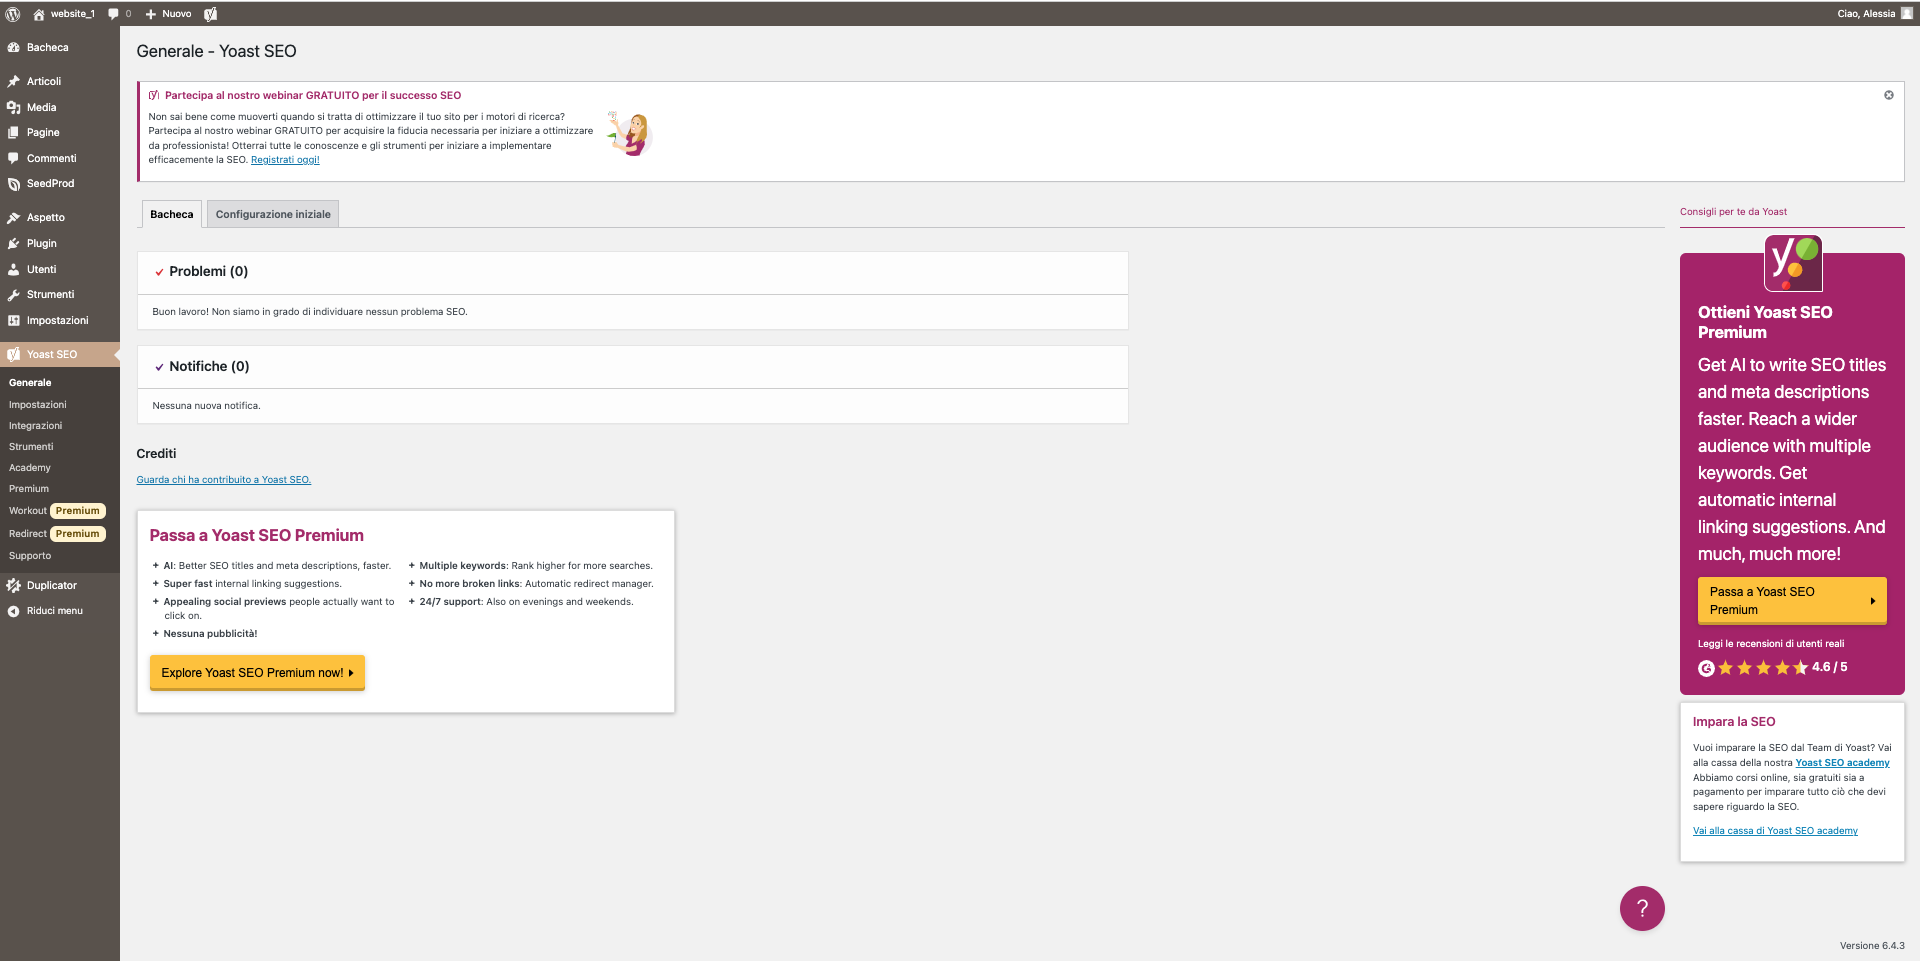 website_1
0
Nuovo
Ciao, Alessia
Bacheca
Articoli
Media
Pagine
Commenti
SeedProd
Aspetto
Plugin
Utenti
Strumenti
Impostazioni
Yoast SEO
Generale
Impostazioni
Integrazioni
Strumenti
Academy
Premium
Workout Premium
Redirect Premium
Supporto
Duplicator
Riduci menu
Generale - Yoast SEO
Partecipa al nostro webinar GRATUITO per il successo SEO
Non sai bene come muoverti quando si tratta di ottimizzare il tuo sito per i motori di ricerca?
Partecipa al nostro webinar GRATUITO per acquisire la fiducia necessaria per iniziare a ottimizzare
da professionista! Otterrai tutte le conoscenze e gli strumenti per iniziare a implementare
efficacemente la SEO. Registrati oggi!
Bacheca
Configurazione iniziale
Problemi (0)
Buon lavoro! Non siamo in grado di individuare nessun problema SEO.
Notifiche (0)
Nessuna nuova notifica.
Crediti
Guarda chi ha contribuito a Yoast SEO.
Passa a Yoast SEO Premium
+ AI: Better SEO titles and meta descriptions, faster.
+ Super fast internal linking suggestions.
+ Appealing social previews people actually want to
click on.
+ Nessuna pubblicità!
+ Multiple keywords: Rank higher for more searches.
+ No more broken links: Automatic redirect manager.
+ 24/7 support: Also on evenings and weekends.
Explore Yoast SEO Premium now!
Consigli per te da Yoast
Ottieni Yoast SEO
Premium
Get AI to write SEO titles
and meta descriptions
faster. Reach a wider
audience with multiple
keywords. Get
automatic internal
linking suggestions. And
much, much more!
Passa a Yoast SEO
Premium
Leggi le recensioni di utenti reali
4.6 / 5
Impara la SEO
Vuoi imparare la SEO dal Team di Yoast? Vai
alla cassa della nostra Yoast SEO academy
Abbiamo corsi online, sia gratuiti sia a
pagamento per imparare tutto ciò che devi
sapere riguardo la SEO.
Vai alla cassa di Yoast SEO academy
?
Versione 6.4.3